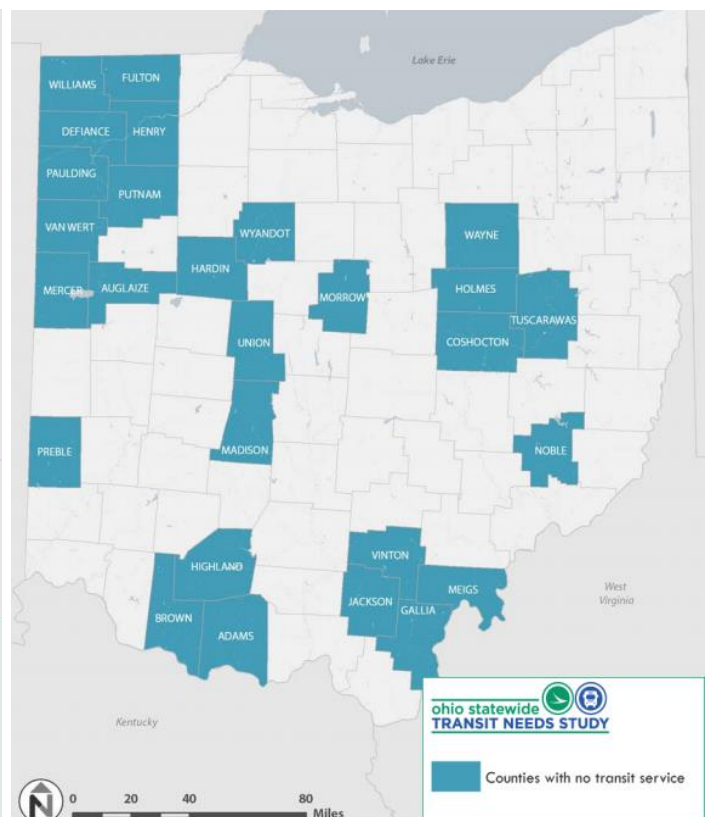 Lake Erie
WILLIAMS
FULTON
DEFIANCE
HENRY
PAULDING
PUTNAM
VAN WERT
WYANDOT
WAYNE
HARDIN
MERCER
AUGLAIZE
MORROW
HOLMES
TUSCARAWAS
UNION
COSHOCTON
PREBLE
MADISON
NOBLE
VINTON
HIGHLAND
MEIGS
West
Virginia
JACKSON
GALLIA
BROWN
ADAMS
Kentucky
ohio statewide
TRANSIT NEEDS STUDY
Counties with no transit service
N
0 20 40 80
Miles